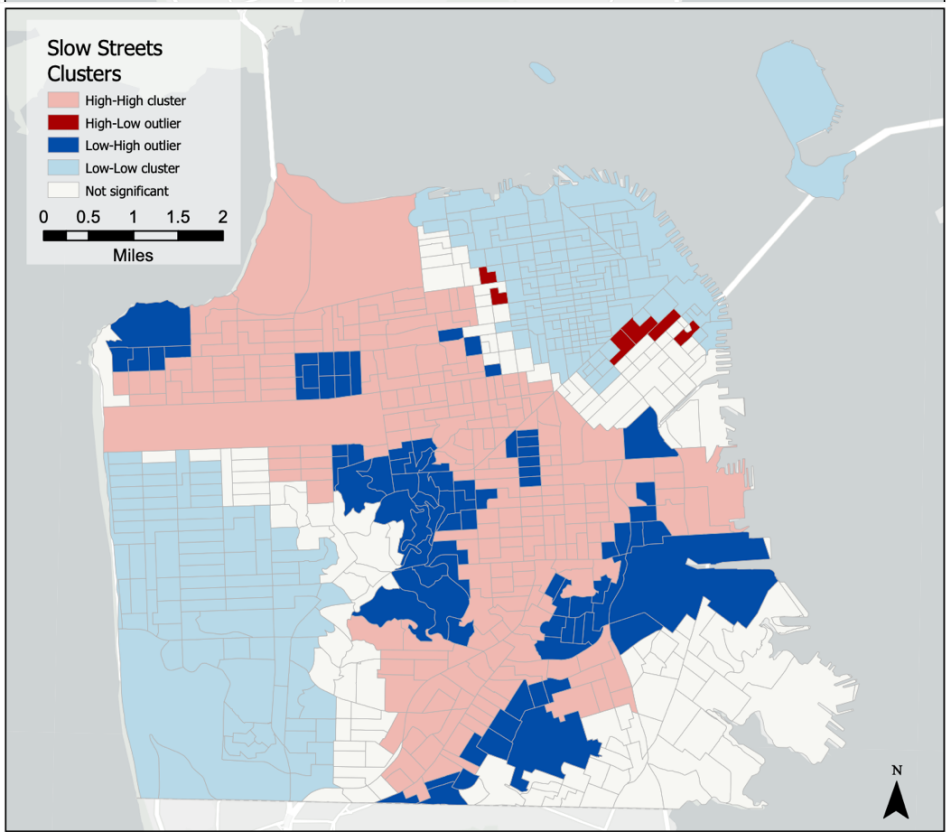 Slow Streets
Clusters
High-High cluster
High-Low outlier
Low-High outlier
Low-Low cluster
Not significant
0 0.5 1 1.5 2
Miles
N